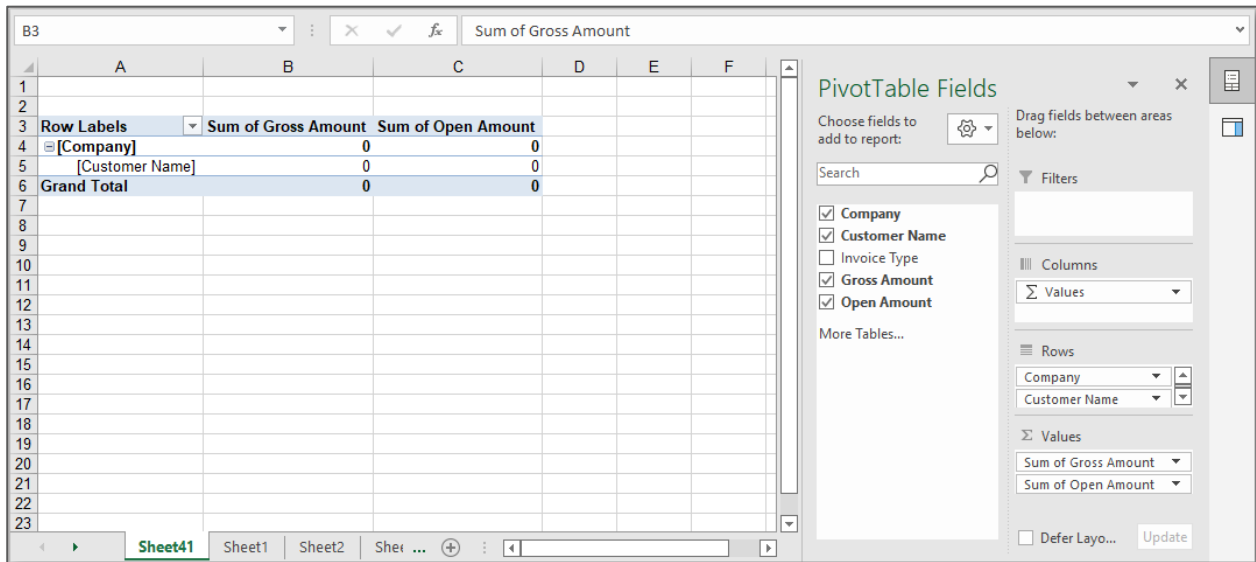 B3
fx
Sum of Gross Amount
A B C D E F
1
2
3 Row Labels Sum of Gross Amount Sum of Open Amount
4 [Company] 0 0
5 [Customer Name] 0 0
6 Grand Total 0 0
7
8
9
10
11
12
13
14
15
16
17
18
19
20
21
22
23
Sheet41 Sheet1 Sheet2 She ...
PivotTable Fields
Choose fields to
add to report:
Search
Company
Customer Name
Invoice Type
Gross Amount
Open Amount
More Tables...
Drag fields between areas
below:
Filters
Columns
Σ Values
Rows
Company
Customer Name
Σ Values
Sum of Gross Amount
Sum of Open Amount
Defer Layo... Update